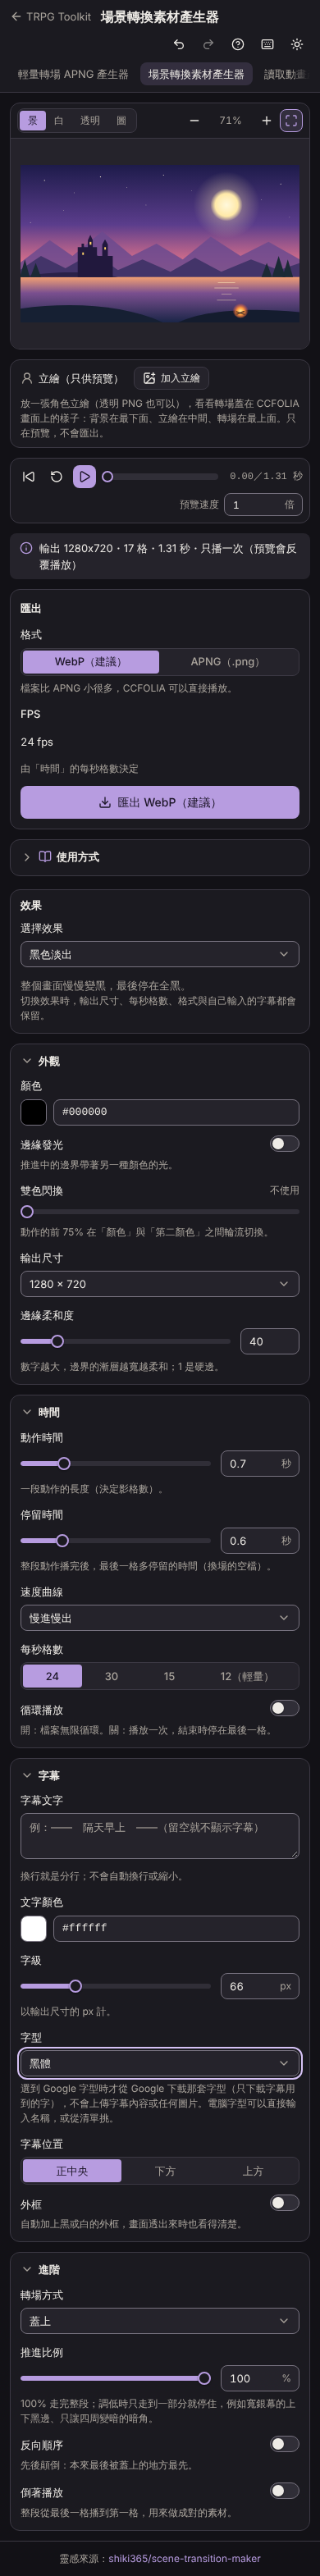 ← TRPG Toolkit 場景轉換素材產生器
輕量轉場 APNG 產生器 場景轉換素材產生器 讀取動畫
景 白 透明 圖 − 71% +
立繪（只供預覽） 加入立繪
放一張角色立繪（透明 PNG 也可以），看看轉場蓋在 CCFOLIA
畫面上的樣子：背景在最下面、立繪在中間、轉場在最上面。只
在預覽，不會匯出。
0.00／1.31 秒
預覽速度 1 倍
輸出 1280x720・17 格・1.31 秒・只播一次（預覽會反
覆播放）
匯出
格式
WebP（建議） APNG（.png）
檔案比 APNG 小很多，CCFOLIA 可以直接播放。
FPS
24 fps
由「時間」的每秒格數決定
匯出 WebP（建議）
使用方式
效果
選擇效果
黑色淡出
整個畫面慢慢變黑，最後停在全黑。
切換效果時，輸出尺寸、每秒格數、格式與自己輸入的字幕都會
保留。
外觀
顏色
#000000
邊緣發光
推進中的邊界帶著另一種顏色的光。
雙色閃換 不使用
動作的前 75% 在「顏色」與「第二顏色」之間輪流切換。
輸出尺寸
1280 × 720
邊緣柔和度
40
數字越大，邊界的漸層越寬越柔和；1 是硬邊。
時間
動作時間
0.7 秒
一段動作的長度（決定影格數）。
停留時間
0.6 秒
整段動作播完後，最後一格多停留的時間（換場的空檔）。
速度曲線
慢進慢出
每秒格數
24 30 15 12（輕量）
循環播放
開：檔案無限循環。關：播放一次，結束時停在最後一格。
字幕
字幕文字
例：——　隔天早上　——（留空就不顯示字幕）
換行就是分行；不會自動換行或縮小。
文字顏色
#ffffff
字級
66 px
以輸出尺寸的 px 計。
字型
黑體
選到 Google 字型時才從 Google 下載那套字型（只下載字幕用
到的字），不會上傳字幕內容或任何圖片。電腦字型可以直接輸
入名稱，或從清單挑。
字幕位置
正中央 下方 上方
外框
自動加上黑或白的外框，畫面透出來時也看得清楚。
進階
轉場方式
蓋上
推進比例
100 %
100% 走完整段；調低時只走到一部分就停住，例如寬銀幕的上
下黑邊、只讓四周變暗的暗角。
反向順序
先後顛倒：本來最後被蓋上的地方最先。
倒著播放
整段從最後一格播到第一格，用來做成對的素材。
靈感來源：shiki365/scene-transition-maker